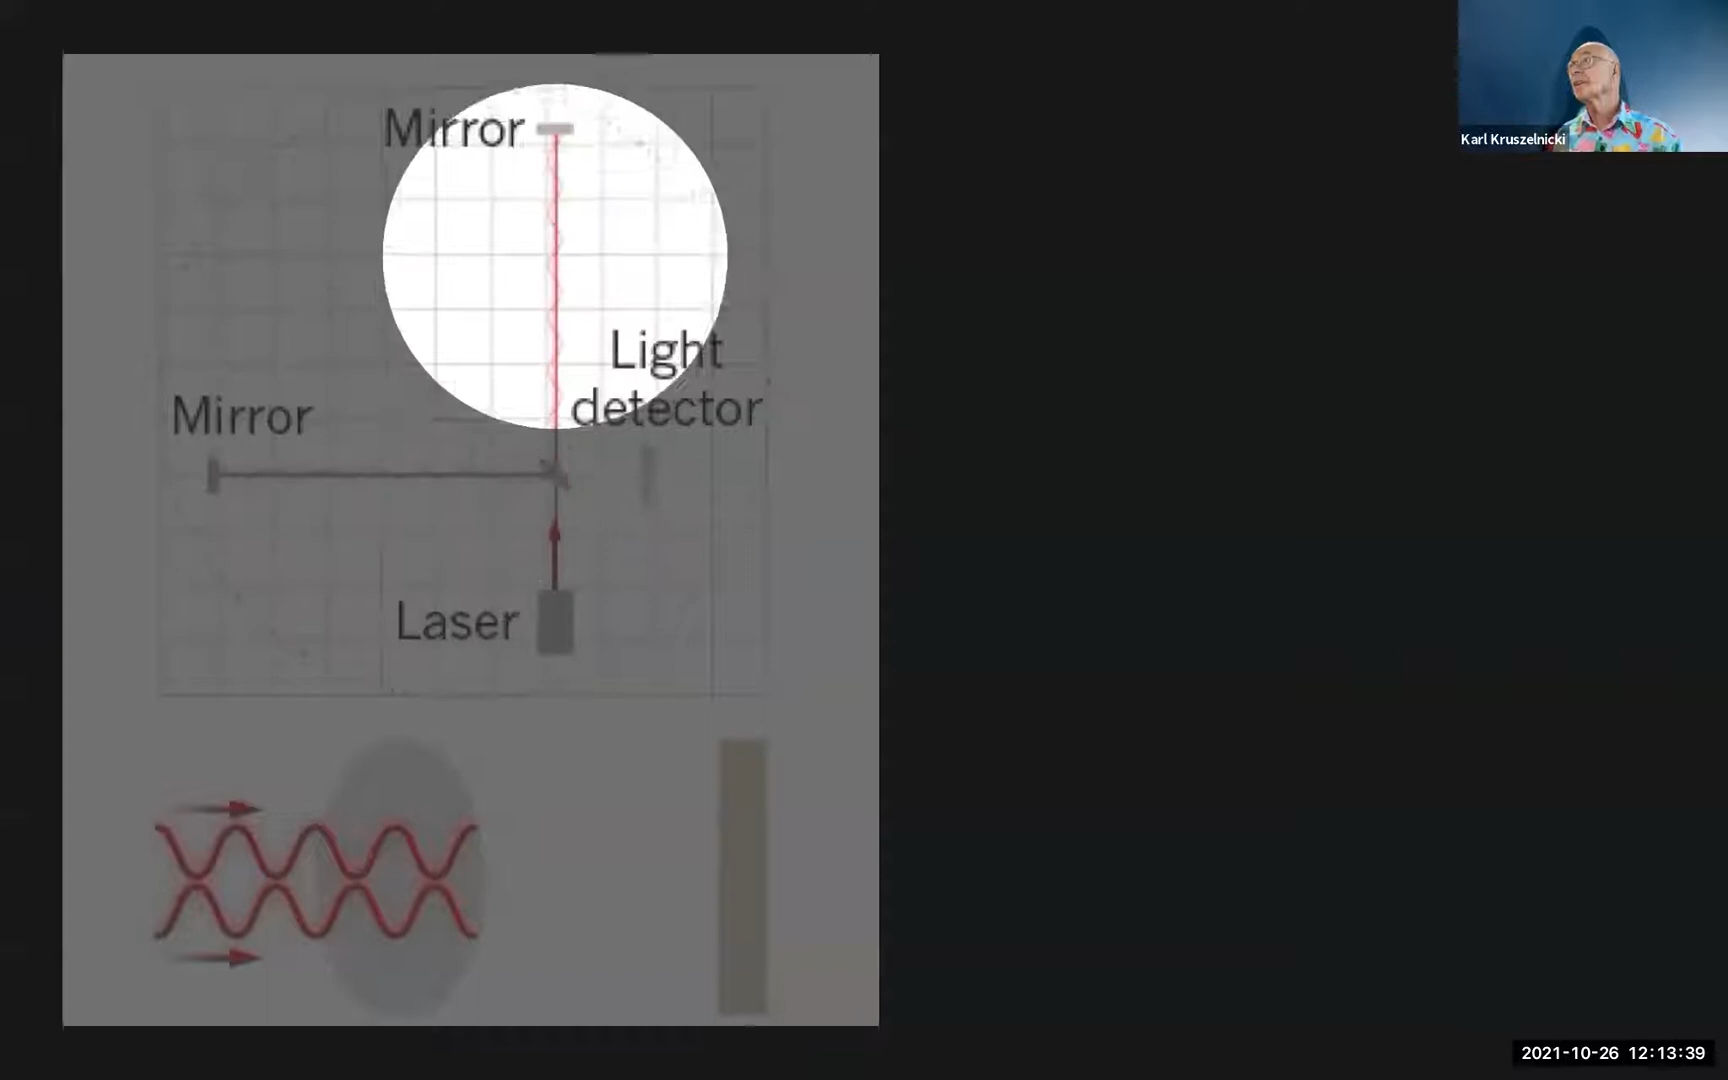 Karl Kruszelnicki
Mirror
Light
detector
Mirror
Laser
2021-10-26 12:13:39